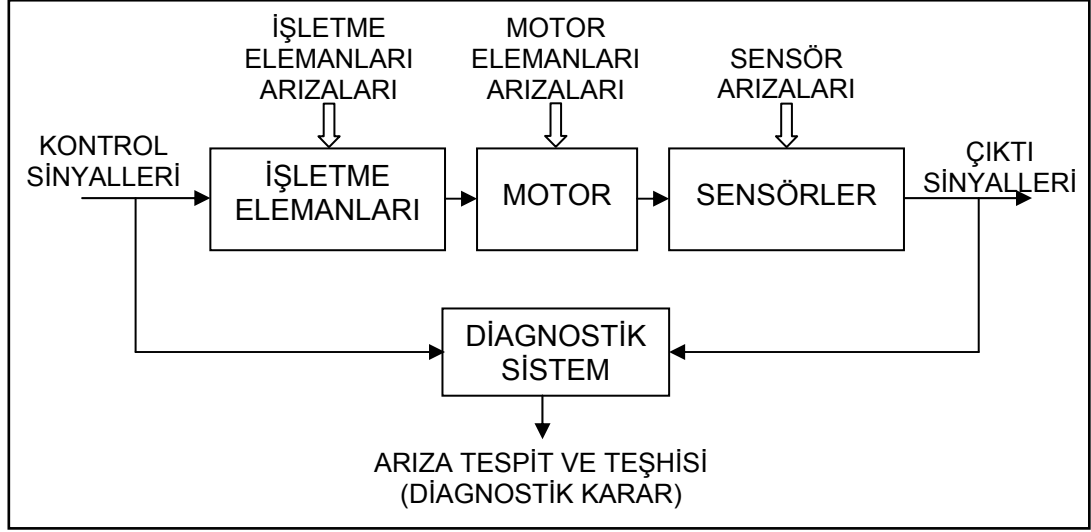 İŞLETME
ELEMANLARI
ARIZALARI
MOTOR
ELEMANLARI
ARIZALARI
SENSÖR
ARIZALARI
KONTROL
SİNYALLERİ
İŞLETME
ELEMANLARI
MOTOR
SENSÖRLER
ÇIKTI
SİNYALLERİ
DİAGNOSTİK
SİSTEM
ARIZA TESPİT VE TEŞHİSİ
(DİAGNOSTİK KARAR)